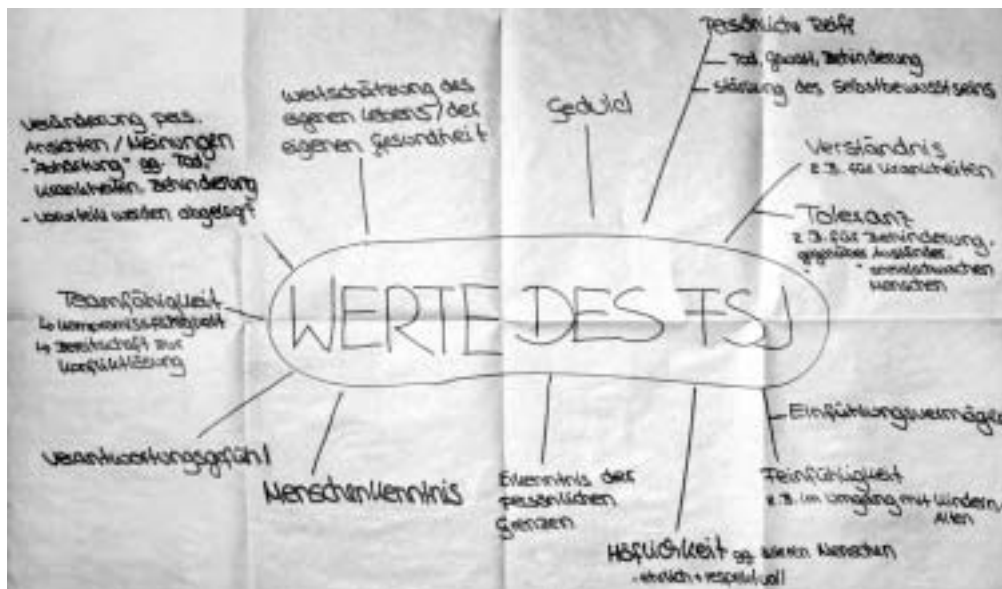 Veränderung pers.
Ansichten / Meinungen
- "Abhärtung" gg. Tod,
Krankheiten, Behinderung
- Vorurteile werden abgelegt
Wertschätzung des
eigenen Lebens / der
eigenen Gesundheit
Geduld
Persönliche Reife
- Tod, Gewalt, Behinderung
- Stärkung des Selbstbewusstseins
Verständnis
z.B. für Krankheiten
Toleranz
z.B. für Behinderung,
gegenüber Ausländer,
" " Menschen
WERTE DES FSJ
Teamfähigkeit
↳ Kompromissfähigkeit
↳ Bereitschaft zur
Konfliktlösung
Verantwortungsgefühl
Menschenkenntnis
Erkenntnis der
persönlichen
Grenzen
Höflichkeit gg. Menschen
- ehrlich + respektvoll
Einfühlungsvermögen
Feinfühligkeit
z.B. im Umgang mit Kindern,
Alten